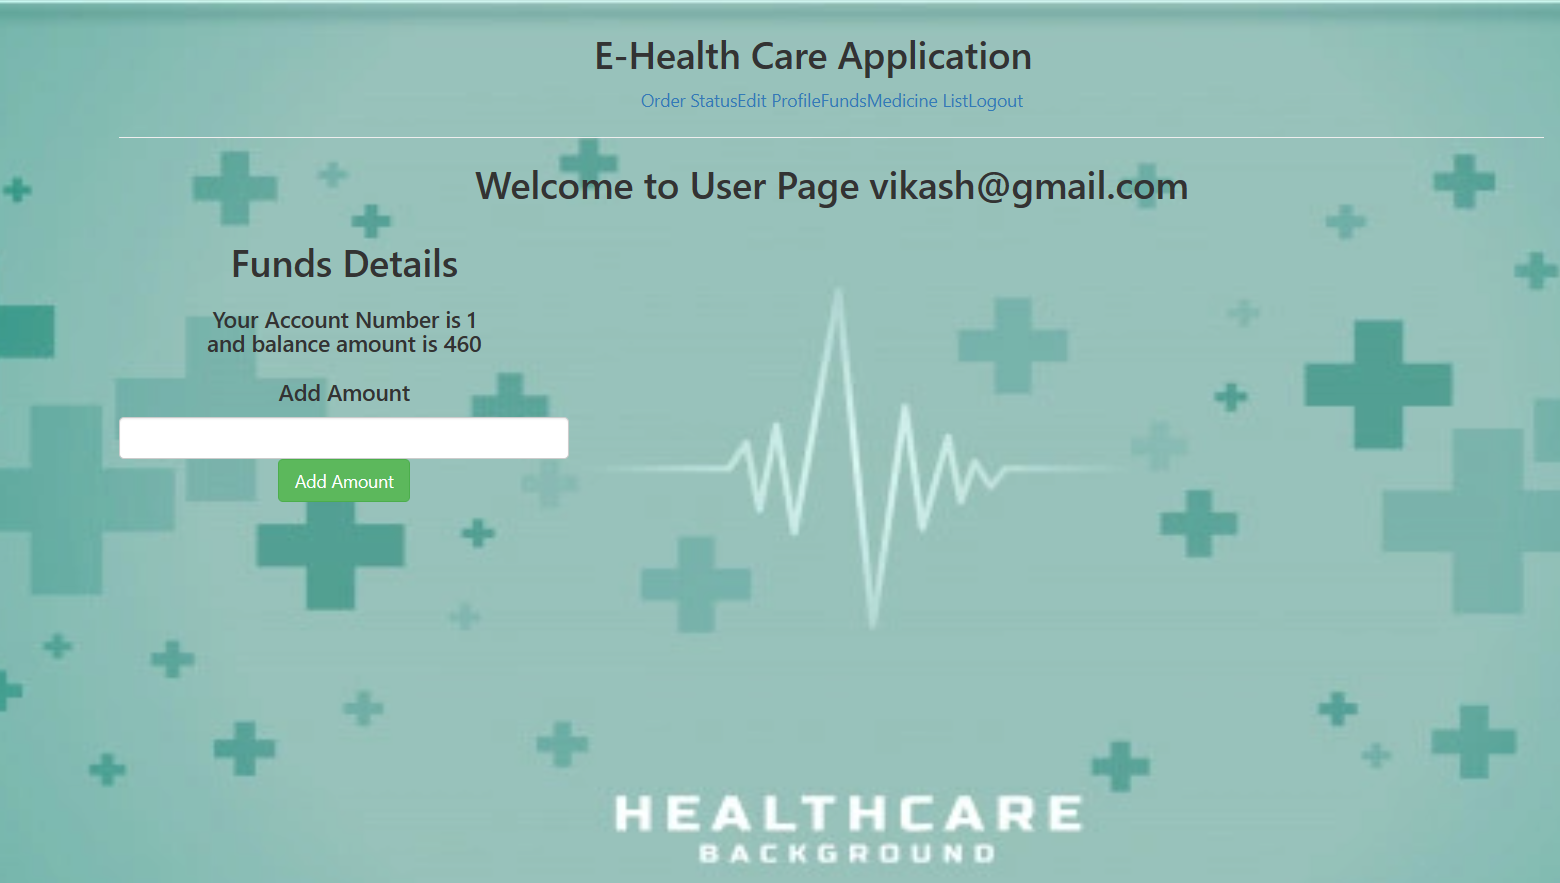 E-Health Care Application
Order StatusEdit ProfileFundsMedicine ListLogout
Welcome to User Page vikash@gmail.com
Funds Details
Your Account Number is 1
and balance amount is 460
Add Amount
Add Amount
HEALTHCARE
BACKGROUND